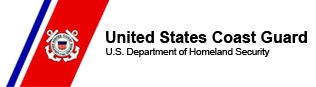 United States Coast Guard
U.S. Department of Homeland Security